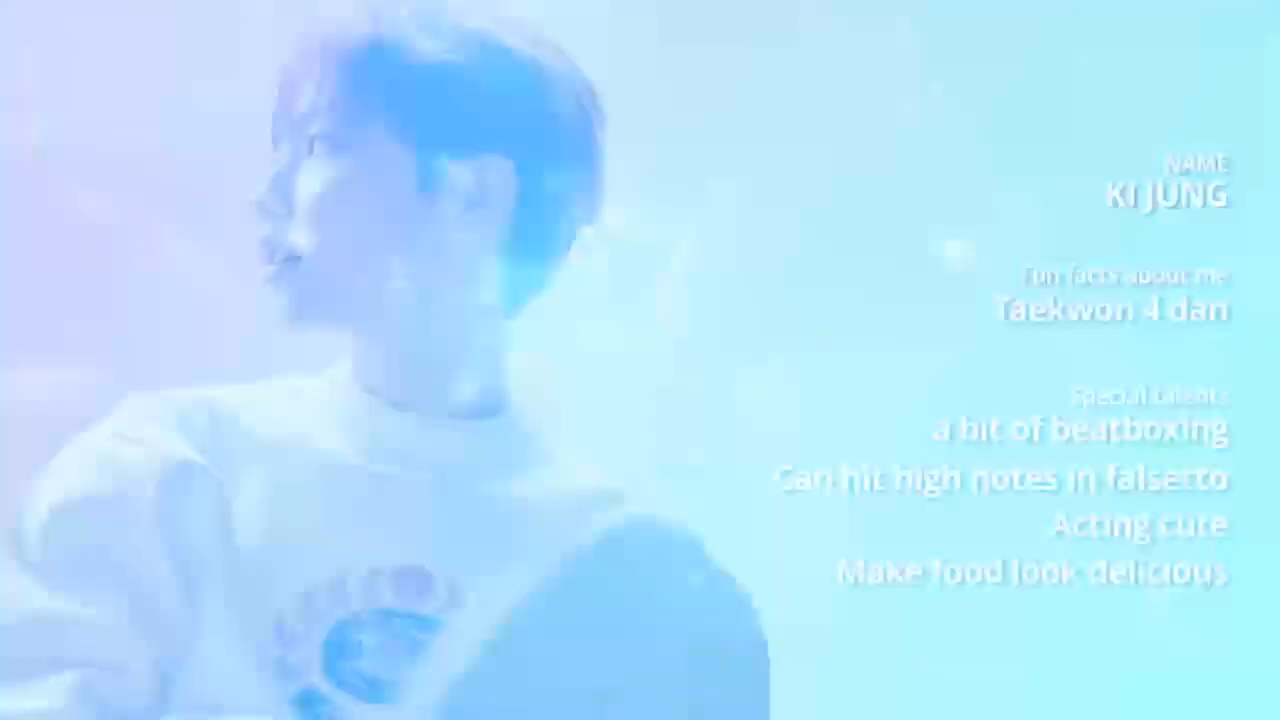 NAME
KI JUNG
Fun facts about me
Taekwon 4 dan
Special talents
a bit of beatboxing
Can hit high notes in falsetto
Acting cute
Make food look delicious